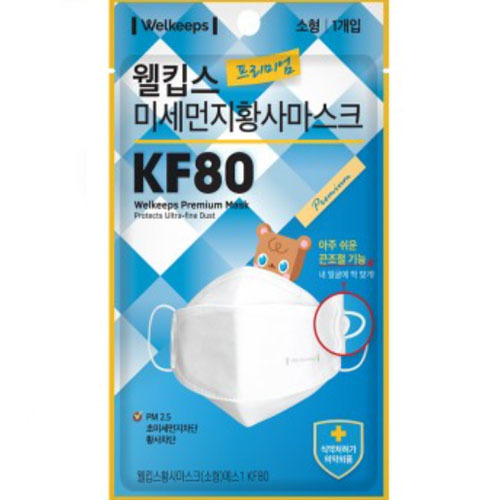 Welkeeps
소형 | 1개입
웰킵스
프리미엄
미세먼지황사마스크
KF80
Welkeeps Premium Mask
Protects Ultra-fine Dust
Premium
아주 쉬운
끈조절 기능
내 얼굴에 딱 맞게!
Welkeeps
PM 2.5
초미세먼지차단
황사차단
식약처허가
의약외품
웰킵스황사마스크(소형)에스1 KF80